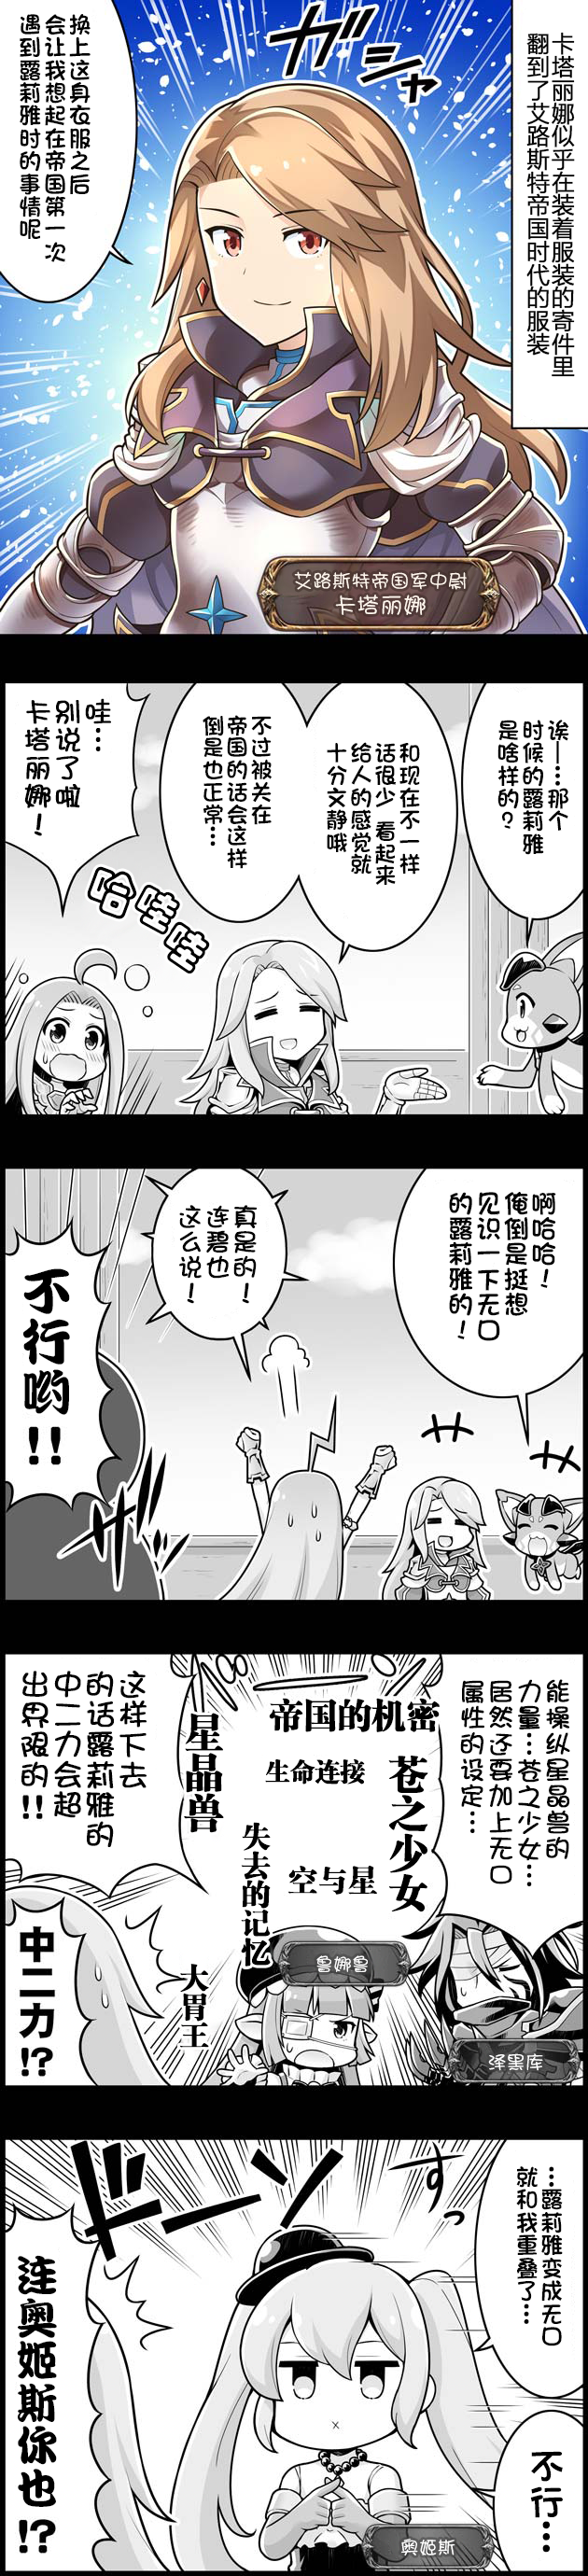 卡塔丽娜似乎在装着服装的寄件里
翻到了艾路斯特帝国时代的服装
ガシャ
换上这身衣服之后
会让我想起在帝国第一次
遇到露莉雅时的事情呢
艾路斯特帝国军中尉
卡塔丽娜
诶——…那个
时候的露莉雅
是啥样的？
和现在不一样
话很少 看起来
给人的感觉就
十分文静哦
不过被关在
帝国的话会这样
倒是也正常…
哇…
别说了啦
卡塔丽娜！
哈哇哇
啊哈哈！
俺倒是挺想
见识一下无口
的露莉雅的！
真是的！
连碧也
这么说！
不行哟！！
能操纵星晶兽的
力量…苍之少女…
居然还要加上无口
属性的设定…
帝国的机密
苍之少女
生命连接
星晶兽
空与星
失去的记忆
大胃王
这样下去
的话露莉雅的
中二力会超
出界限的！！
鲁娜鲁
泽黑库
中二力！？
…露莉雅变成无口
就和我重叠了…
すっ
ドーン
不行…
奥姬斯
注奥姬斯你也！？